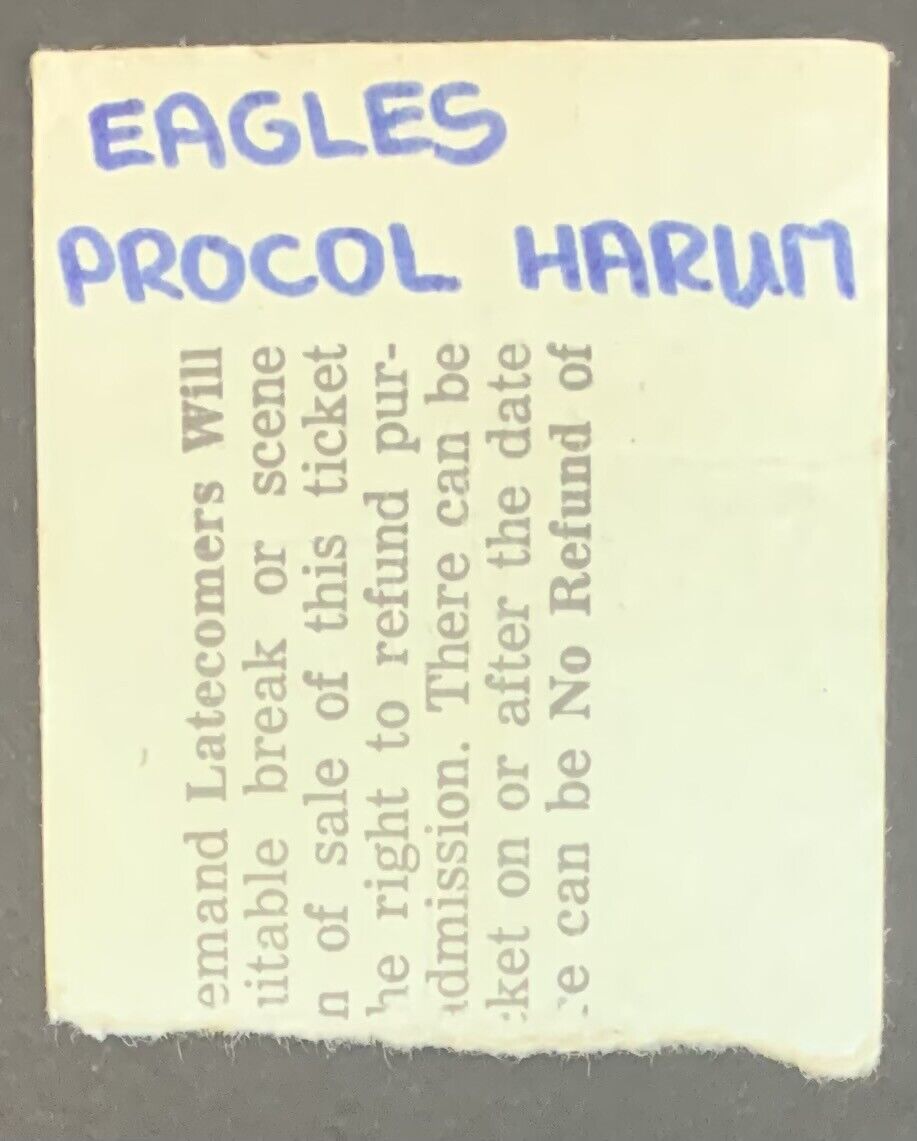 EAGLES
PROCOL HARUM
emand Latecomers Will
uitable break or scene
n of sale of this ticket
he right to refund pur-
dmission. There can be
ket on or after the date
e can be No Refund of